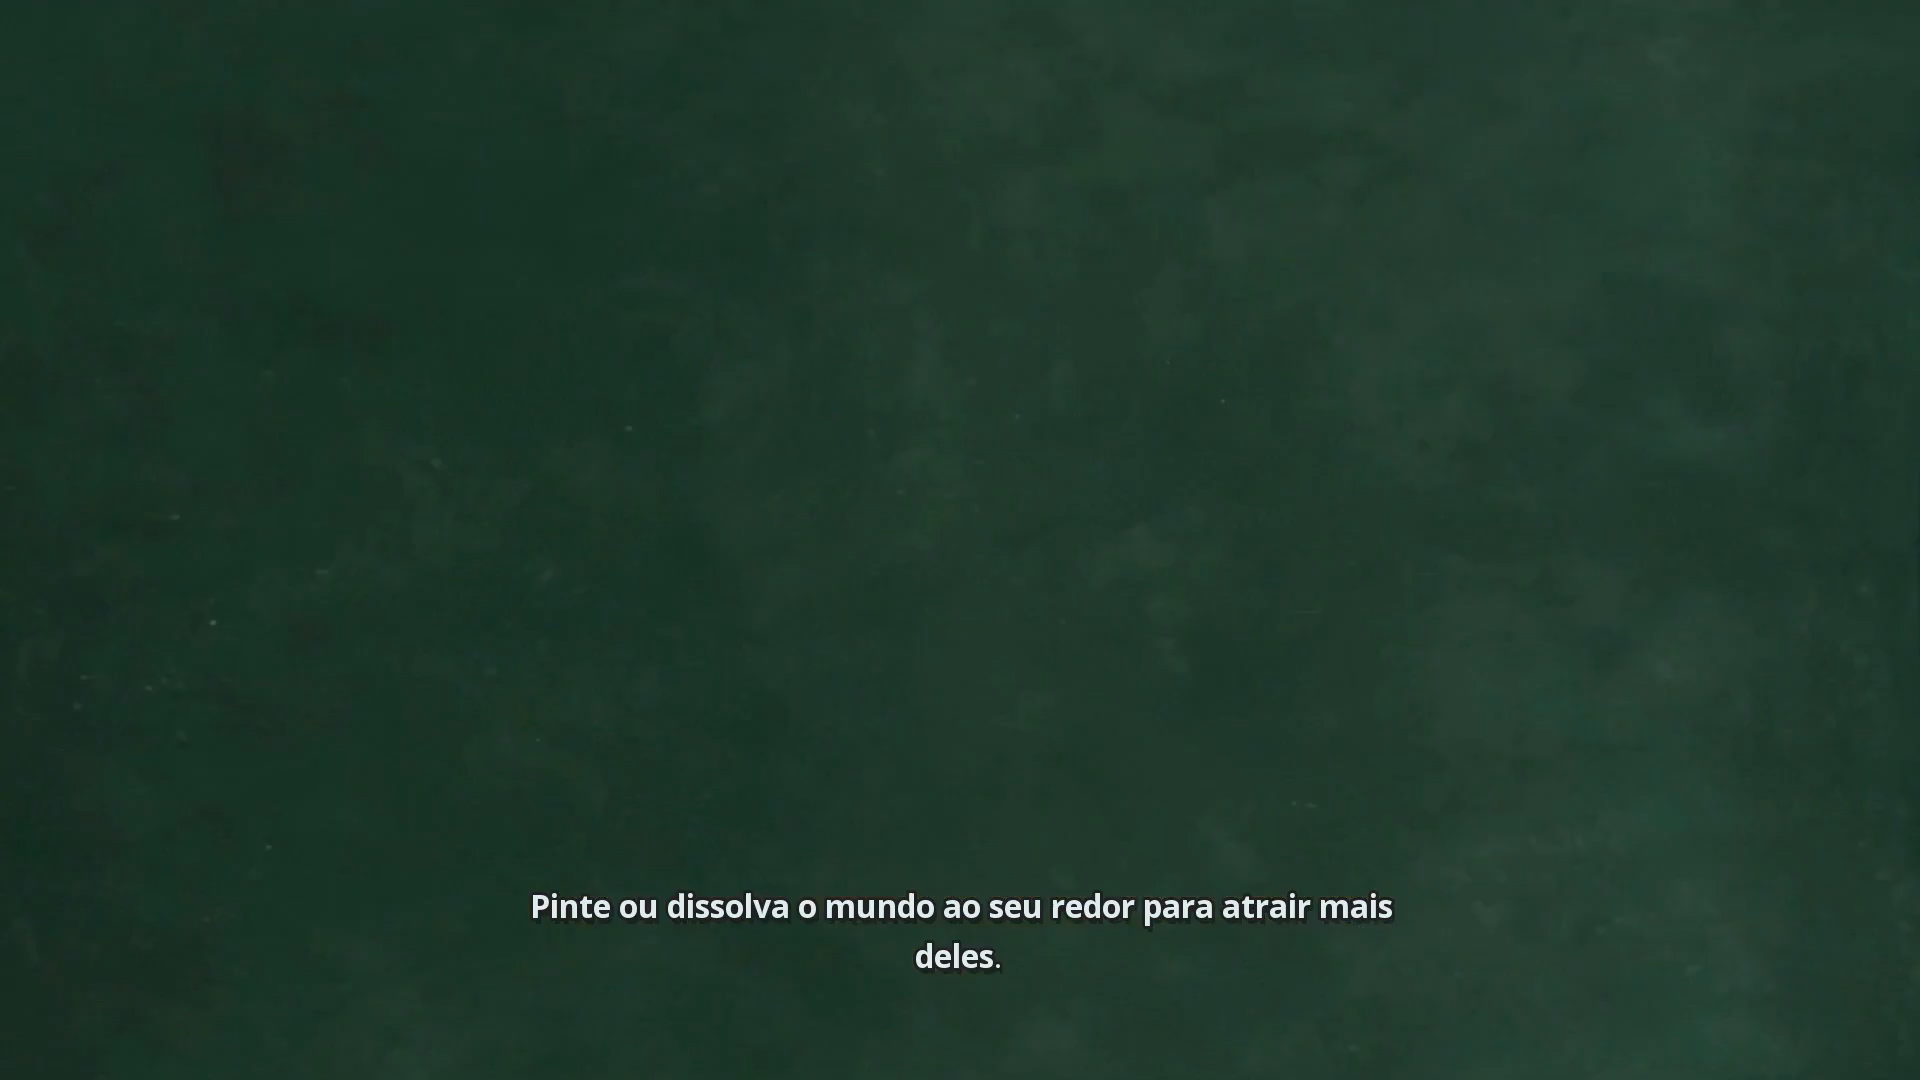 Pinte ou dissolva o mundo ao seu redor para atrair mais
deles.